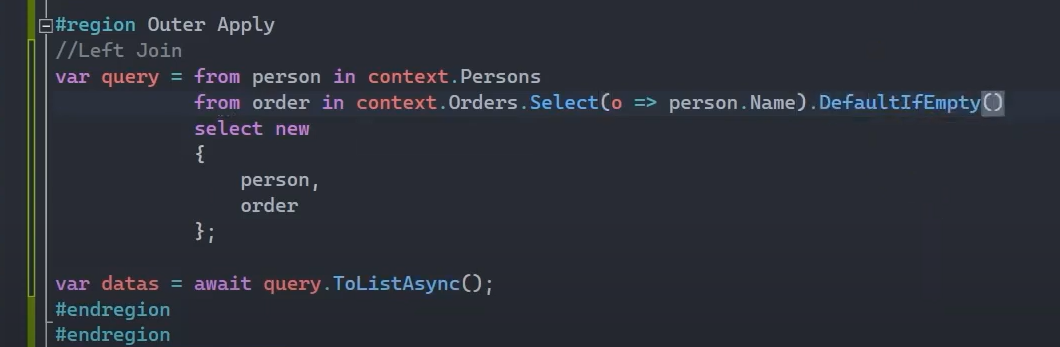 #region Outer Apply
//Left Join
var query = from person in context.Persons
            from order in context.Orders.Select(o => person.Name).DefaultIfEmpty()
            select new
            {
                person,
                order
            };

var datas = await query.ToListAsync();
#endregion
#endregion